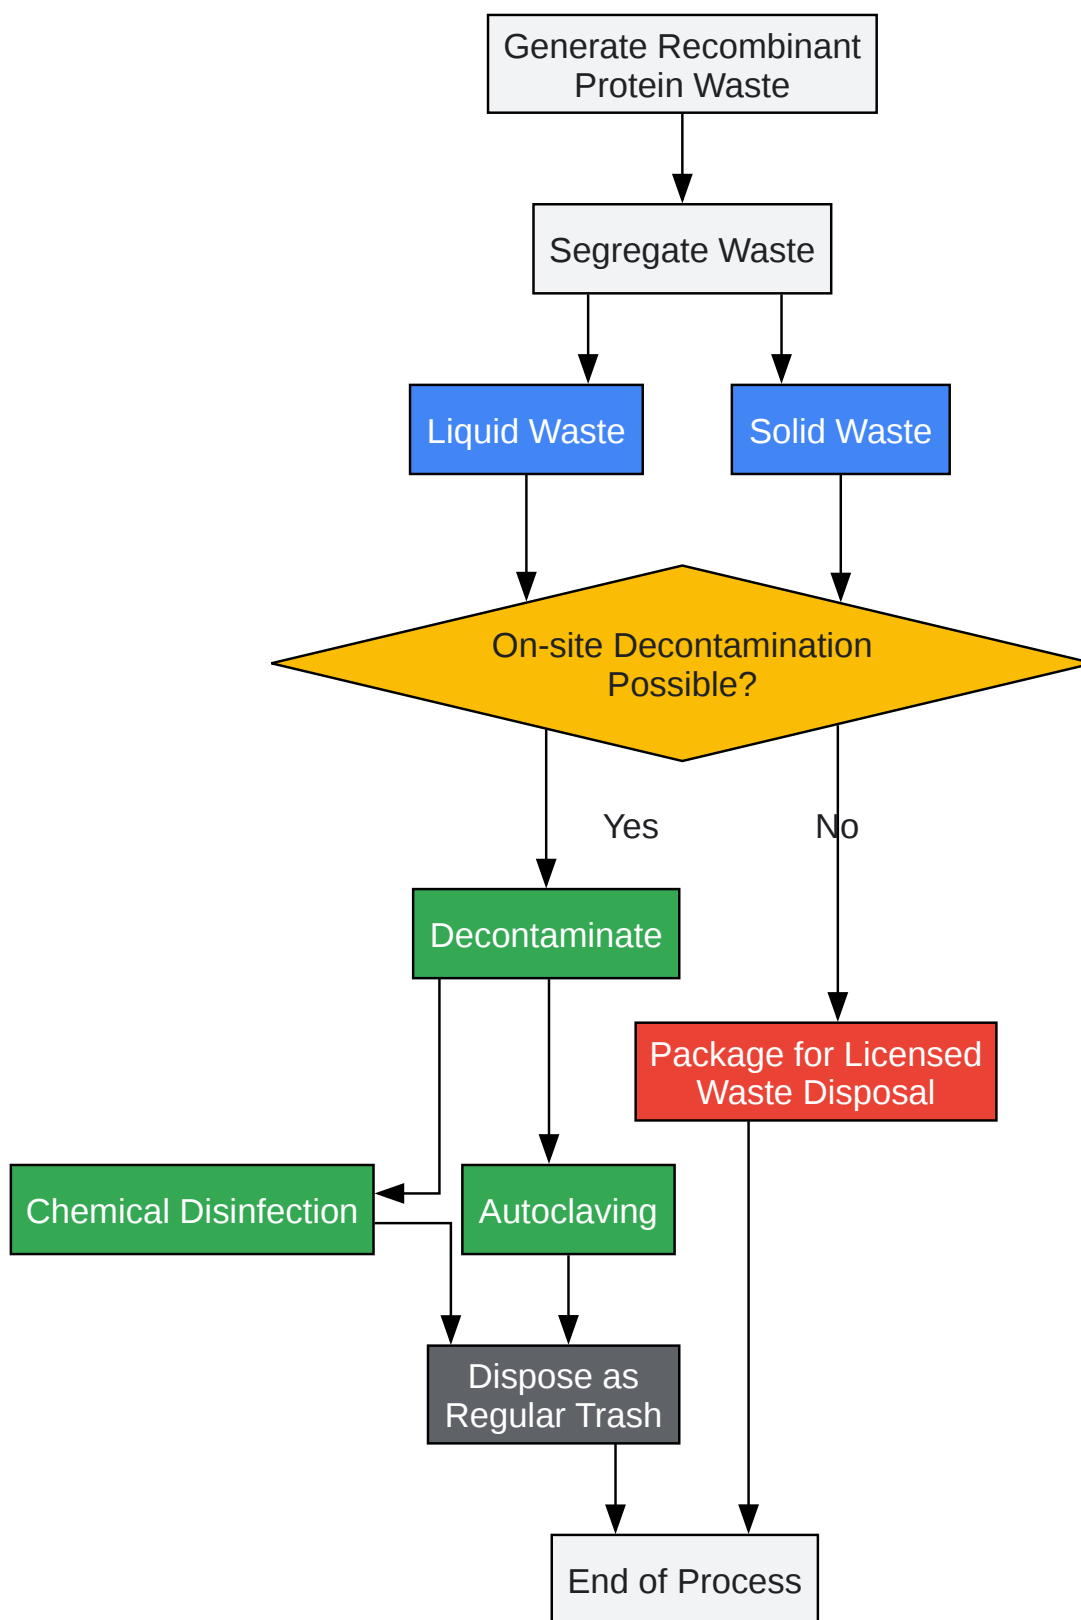 Generate Recombinant
Protein Waste
Segregate Waste
Liquid Waste
Solid Waste
On-site Decontamination
Possible?
Yes
No
Decontaminate
Package for Licensed
Waste Disposal
Chemical Disinfection
Autoclaving
Dispose as
Regular Trash
End of Process